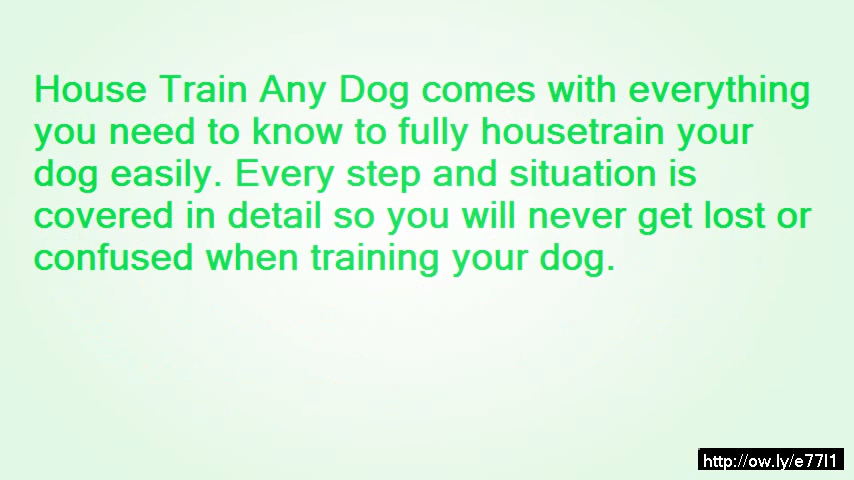 House Train Any Dog comes with everything
you need to know to fully housetrain your
dog easily. Every step and situation is
covered in detail so you will never get lost or
confused when training your dog.
http://ow.ly/e77l1